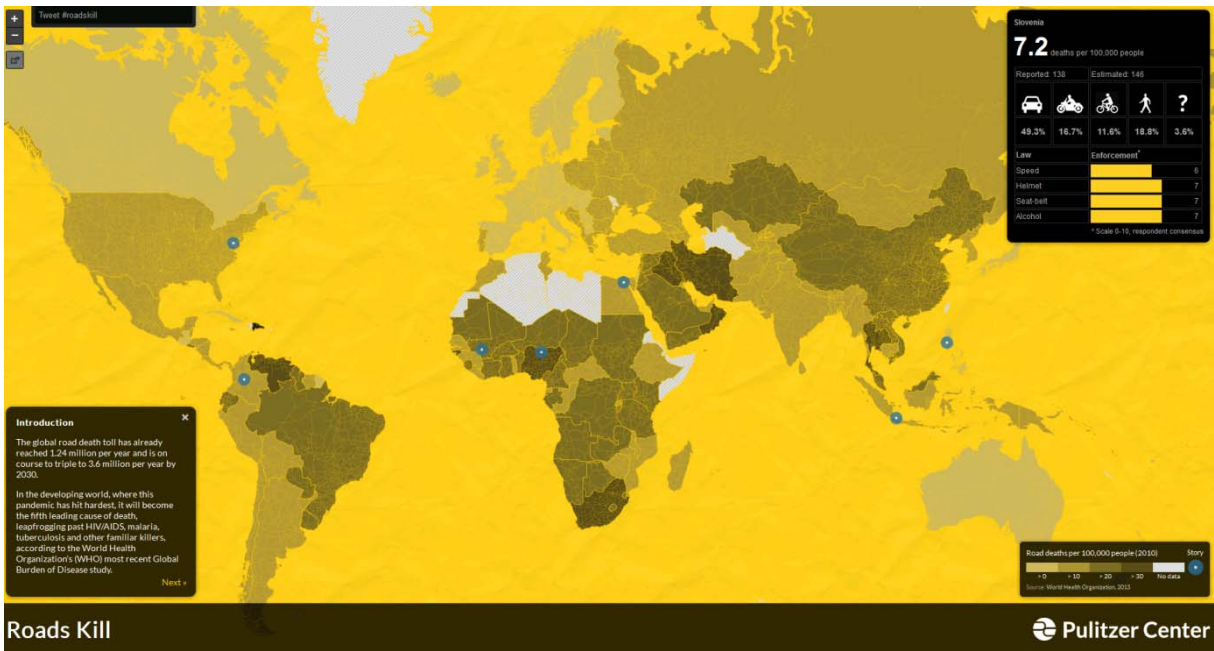 +
Tweet #roadskill
−
Slovenia
7.2 deaths per 100,000 people
Reported: 138 Estimated: 146
?
49.3% 16.7% 11.6% 18.8% 3.6%
Law Enforcement*
Speed 6
Helmet 7
Seat-belt 7
Alcohol 7
* Scale 0-10, respondent consensus
Introduction ×
The global road death toll has already
reached 1.24 million per year and is on
course to triple to 3.6 million per year by
2030.
In the developing world, where this
pandemic has hit hardest, it will become
the fifth leading cause of death,
leapfrogging past HIV/AIDS, malaria,
tuberculosis and other familiar killers,
according to the World Health
Organization's (WHO) most recent Global
Burden of Disease study.
Next »
Road deaths per 100,000 people (2010) Story
> 0 > 10 > 20 > 30 No data
Source: World Health Organization, 2013
Roads Kill
Pulitzer Center